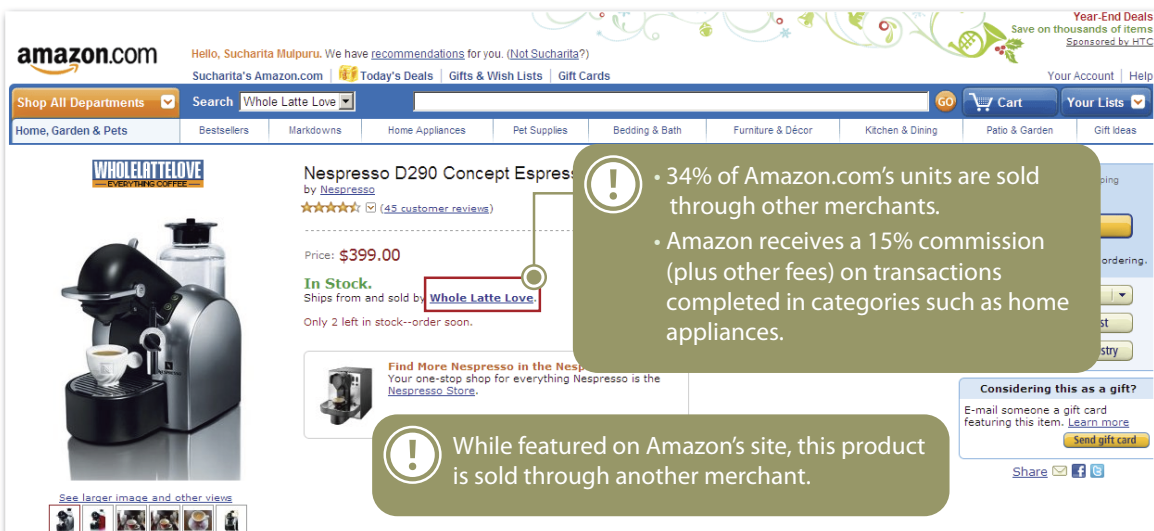 Year-End Deals
Save on thousands of items
Sponsored by HTC
amazon.com
Hello, Sucharita Mulpuru. We have recommendations for you. (Not Sucharita?)
Sucharita's Amazon.com Today's Deals Gifts & Wish Lists Gift Cards
Your Account Help
Shop All Departments Search Whole Latte Love GO Cart Your Lists
Home, Garden & Pets Bestsellers Markdowns Home Appliances Pet Supplies Bedding & Bath Furniture & Décor Kitchen & Dining Patio & Garden Gift Ideas
WHOLELATTELOVE
EVERYTHING COFFEE
Nespresso D290 Concept
by Nespresso
(45 customer reviews)
Price: $399.00
In Stock.
Ships from and sold by Whole Latte Love.
Only 2 left in stock--order soon.
• 34% of Amazon.com's units are sold
through other merchants.
• Amazon receives a 15% commission
(plus other fees) on transactions
completed in categories such as home
appliances.
ordering.
Find More Nespresso in the
Your one-stop shop for everything Nespresso is the
Nespresso Store.
Considering this as a gift?
E-mail someone a gift card
featuring this item. Learn more
Send gift card
Share
While featured on Amazon's site, this product
is sold through another merchant.
See larger image and other views